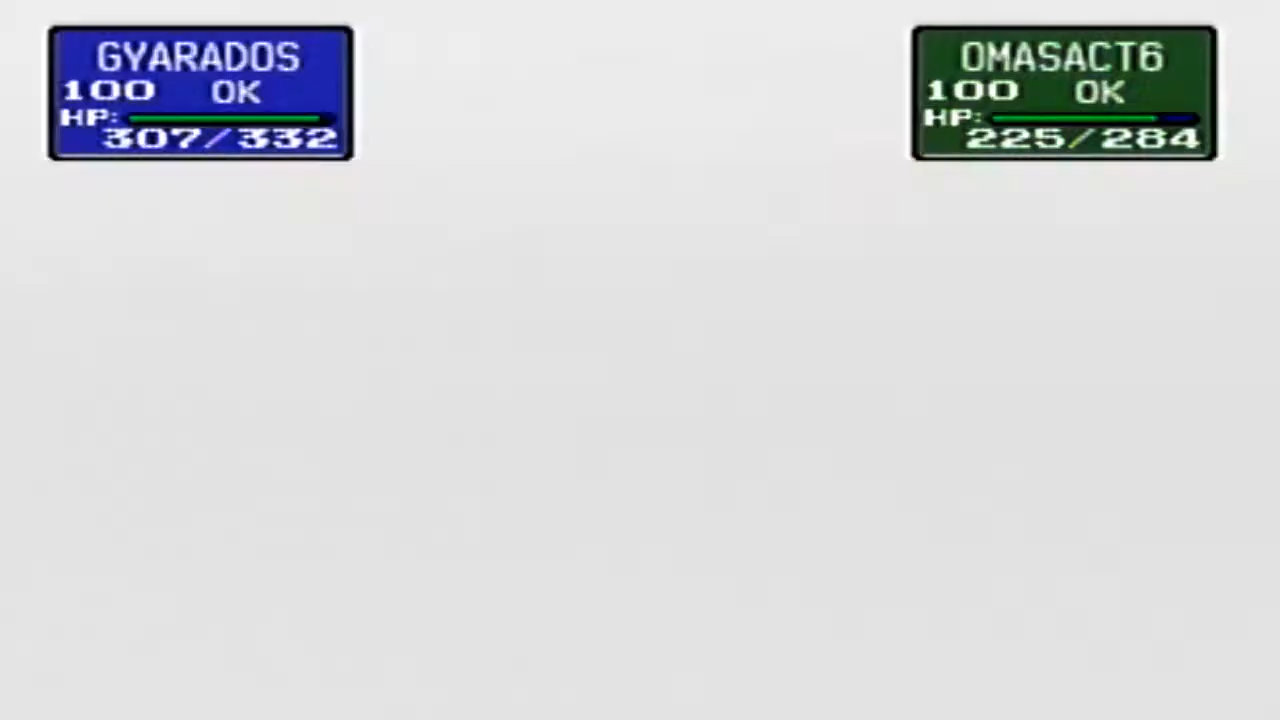 GYARADOS
100 OK
HP:
307/332
OMASACT6
100 OK
HP:
225/284